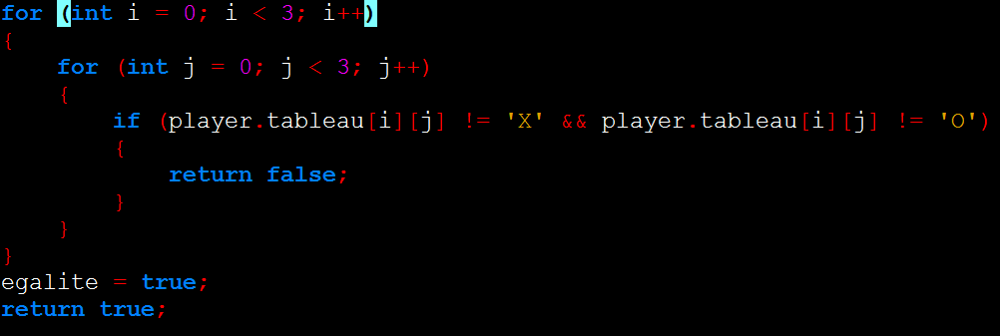 for (int i = 0; i < 3; i++)
{
    for (int j = 0; j < 3; j++)
    {
        if (player.tableau[i][j] != 'X' && player.tableau[i][j] != 'O')
        {
            return false;
        }
    }
}
egalite = true;
return true;